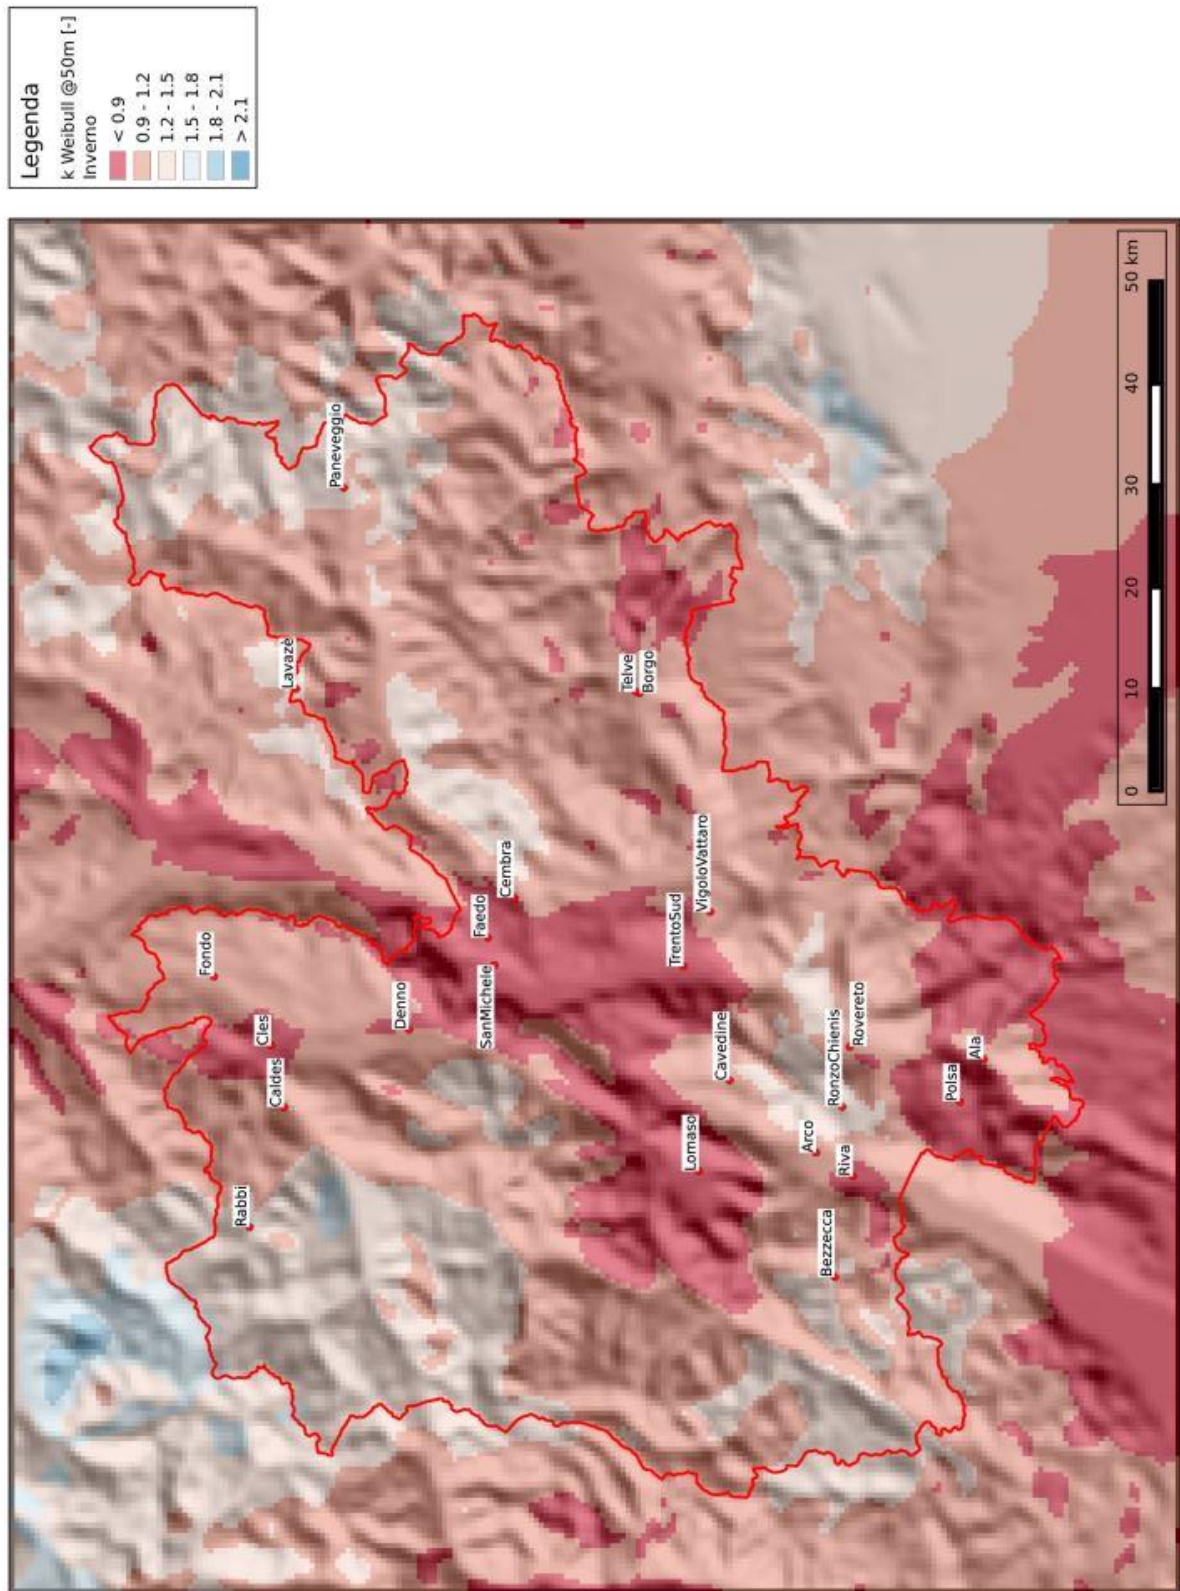 Legenda
k Weibull @50m [-]
Inverno
< 0.9
0.9 - 1.2
1.2 - 1.5
1.5 - 1.8
1.8 - 2.1
> 2.1
Fondo
Rabbi
Cles
Caldes
Lavazè
Paneveggio
Denno
Faedo
SanMichele
Cembra
Telve
Borgo
TrentoSud
Lomaso
VigoloVattaro
Cavedine
Arco
Bezzecca
RonzoChienis
Riva
Rovereto
Polsa
Ala
0 10 20 30 40 50 km